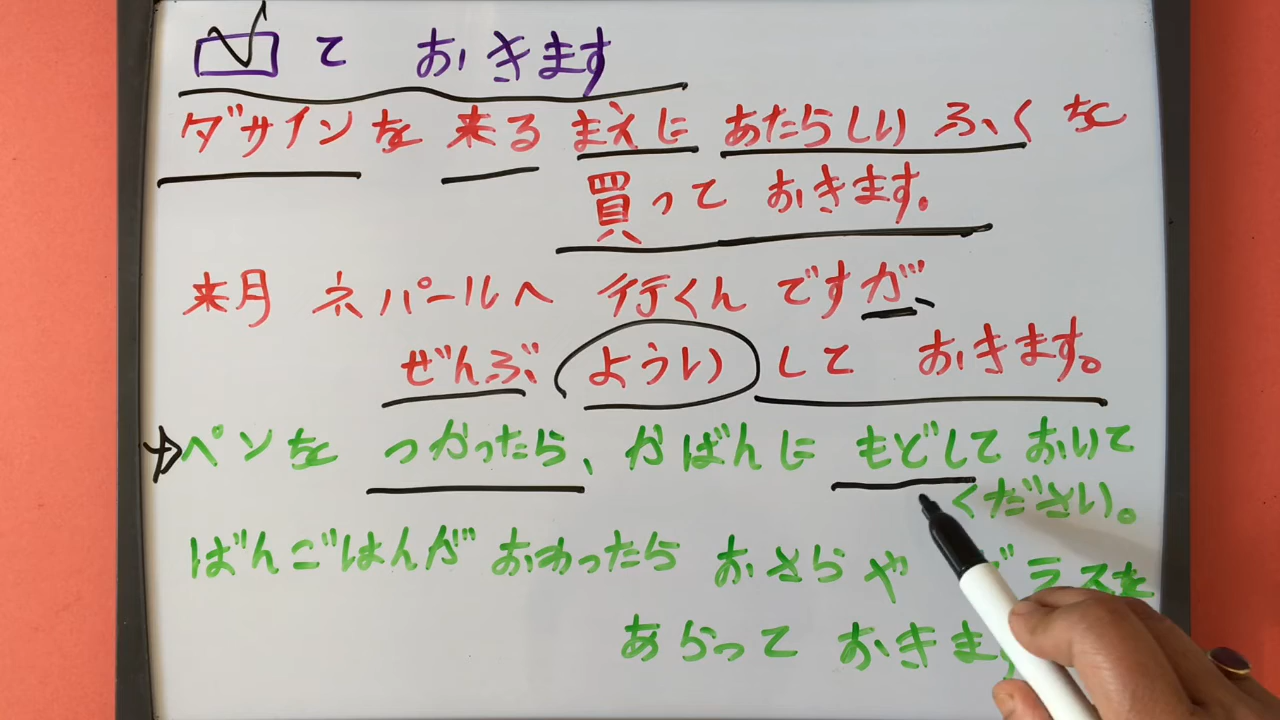 て おきます
ダサインを 来る まえに あたらしい ふくを
買って おきます。
来月 ネパールへ 行くん ですが、
ぜんぶ ようい して おきます。
ペンを つかったら、かばんに もどして おいて
ください。
ばんごはんが おわったら おさらや グラスを
あらって おきます